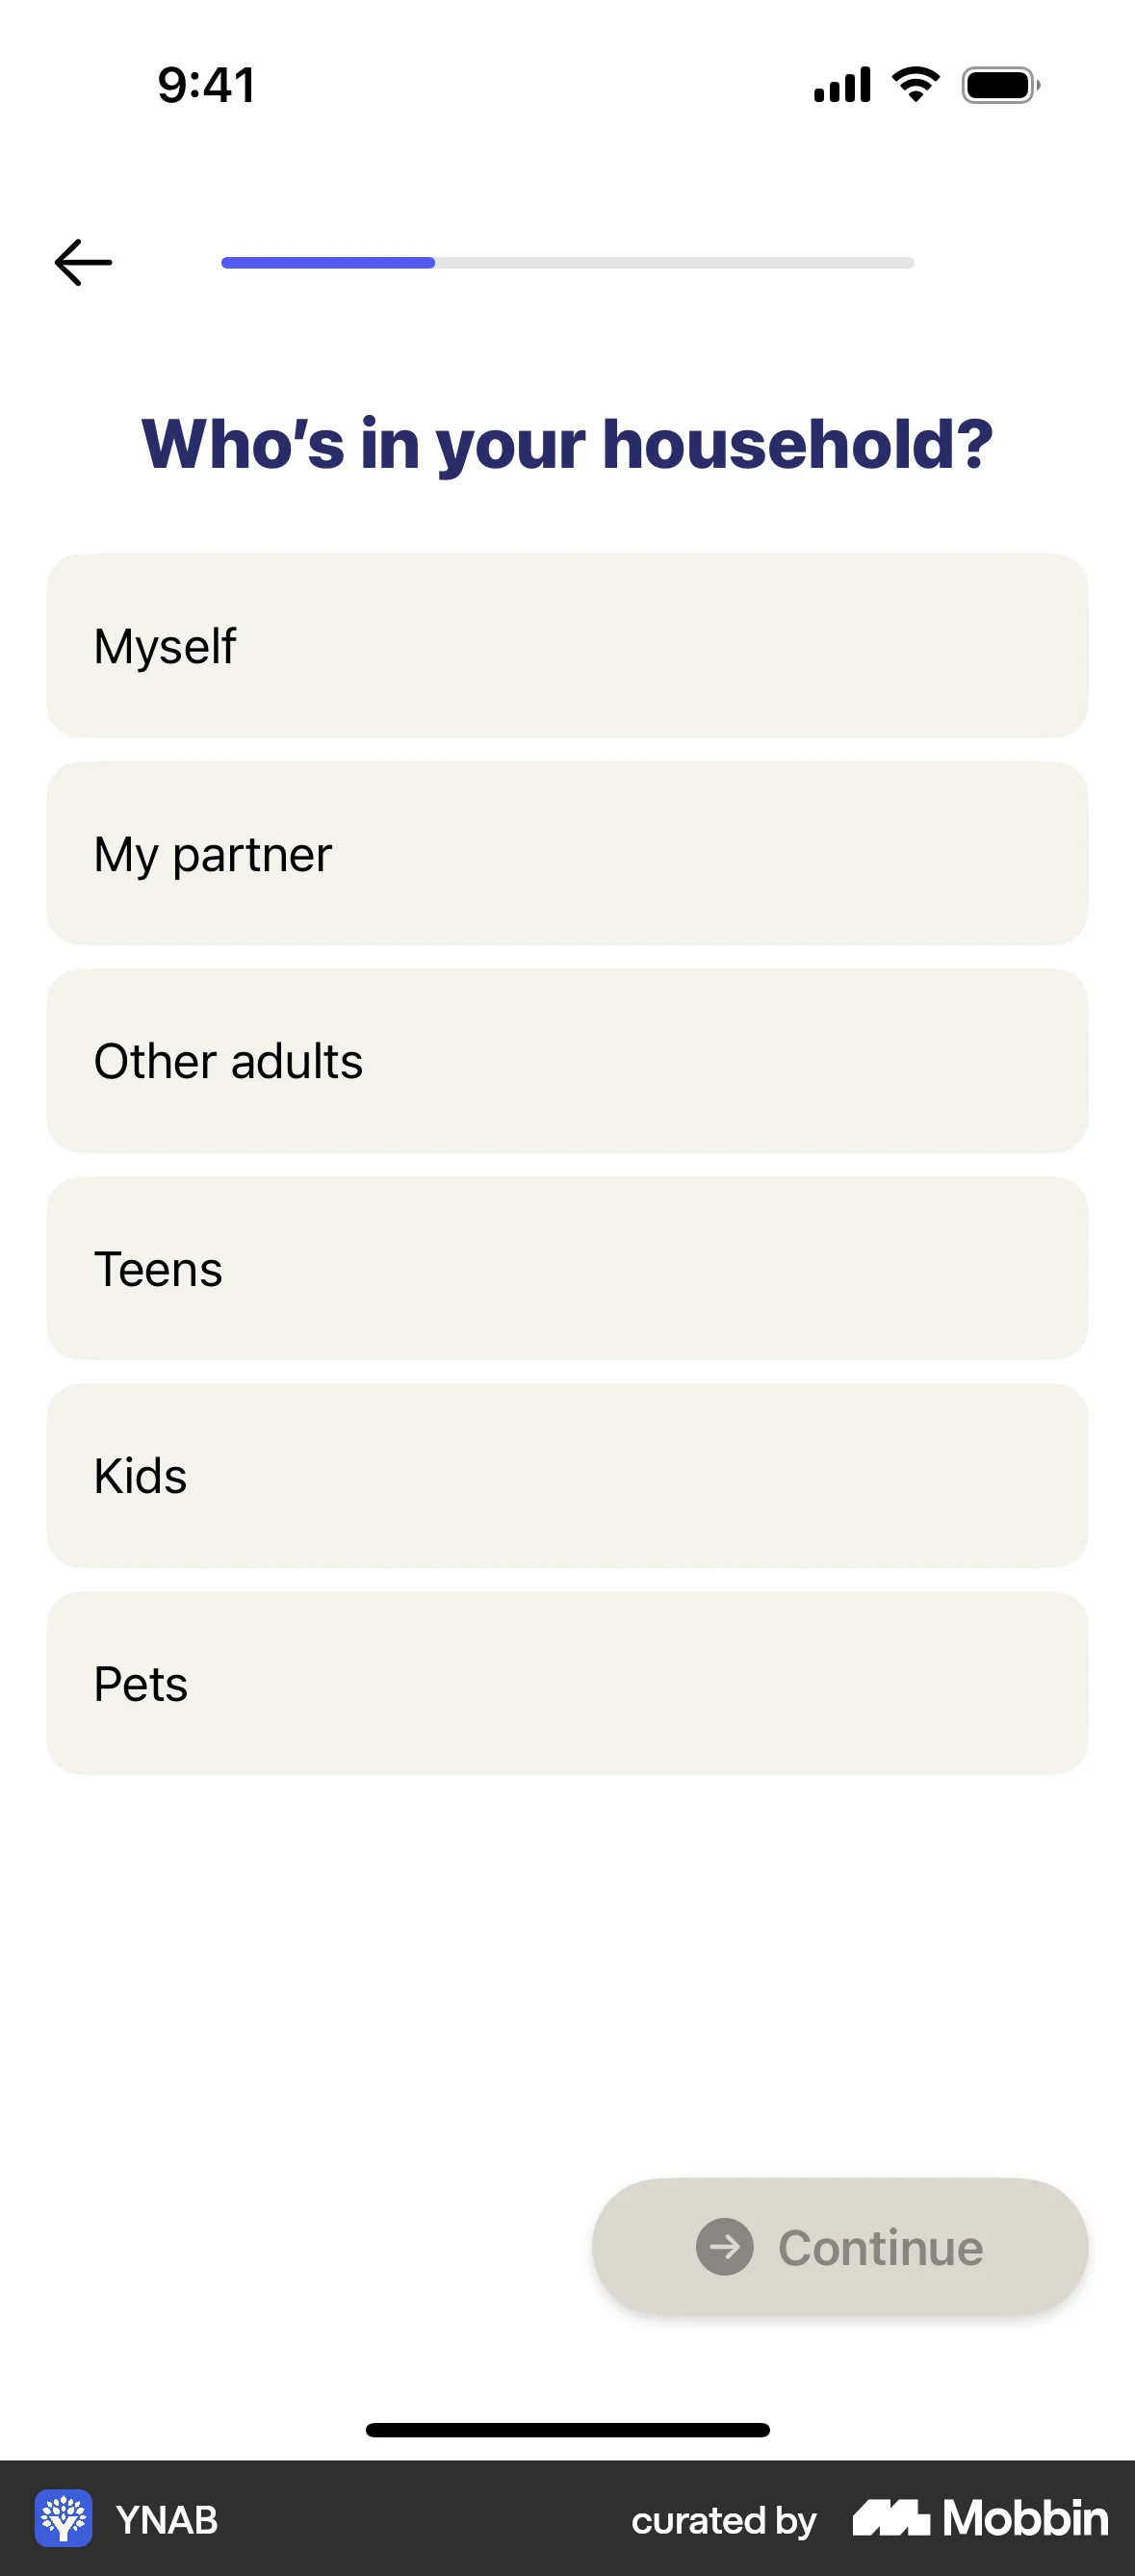 9:41
Who’s in your household?
Myself
My partner
Other adults
Teens
Kids
Pets
Continue
YNAB
curated by Mobbin